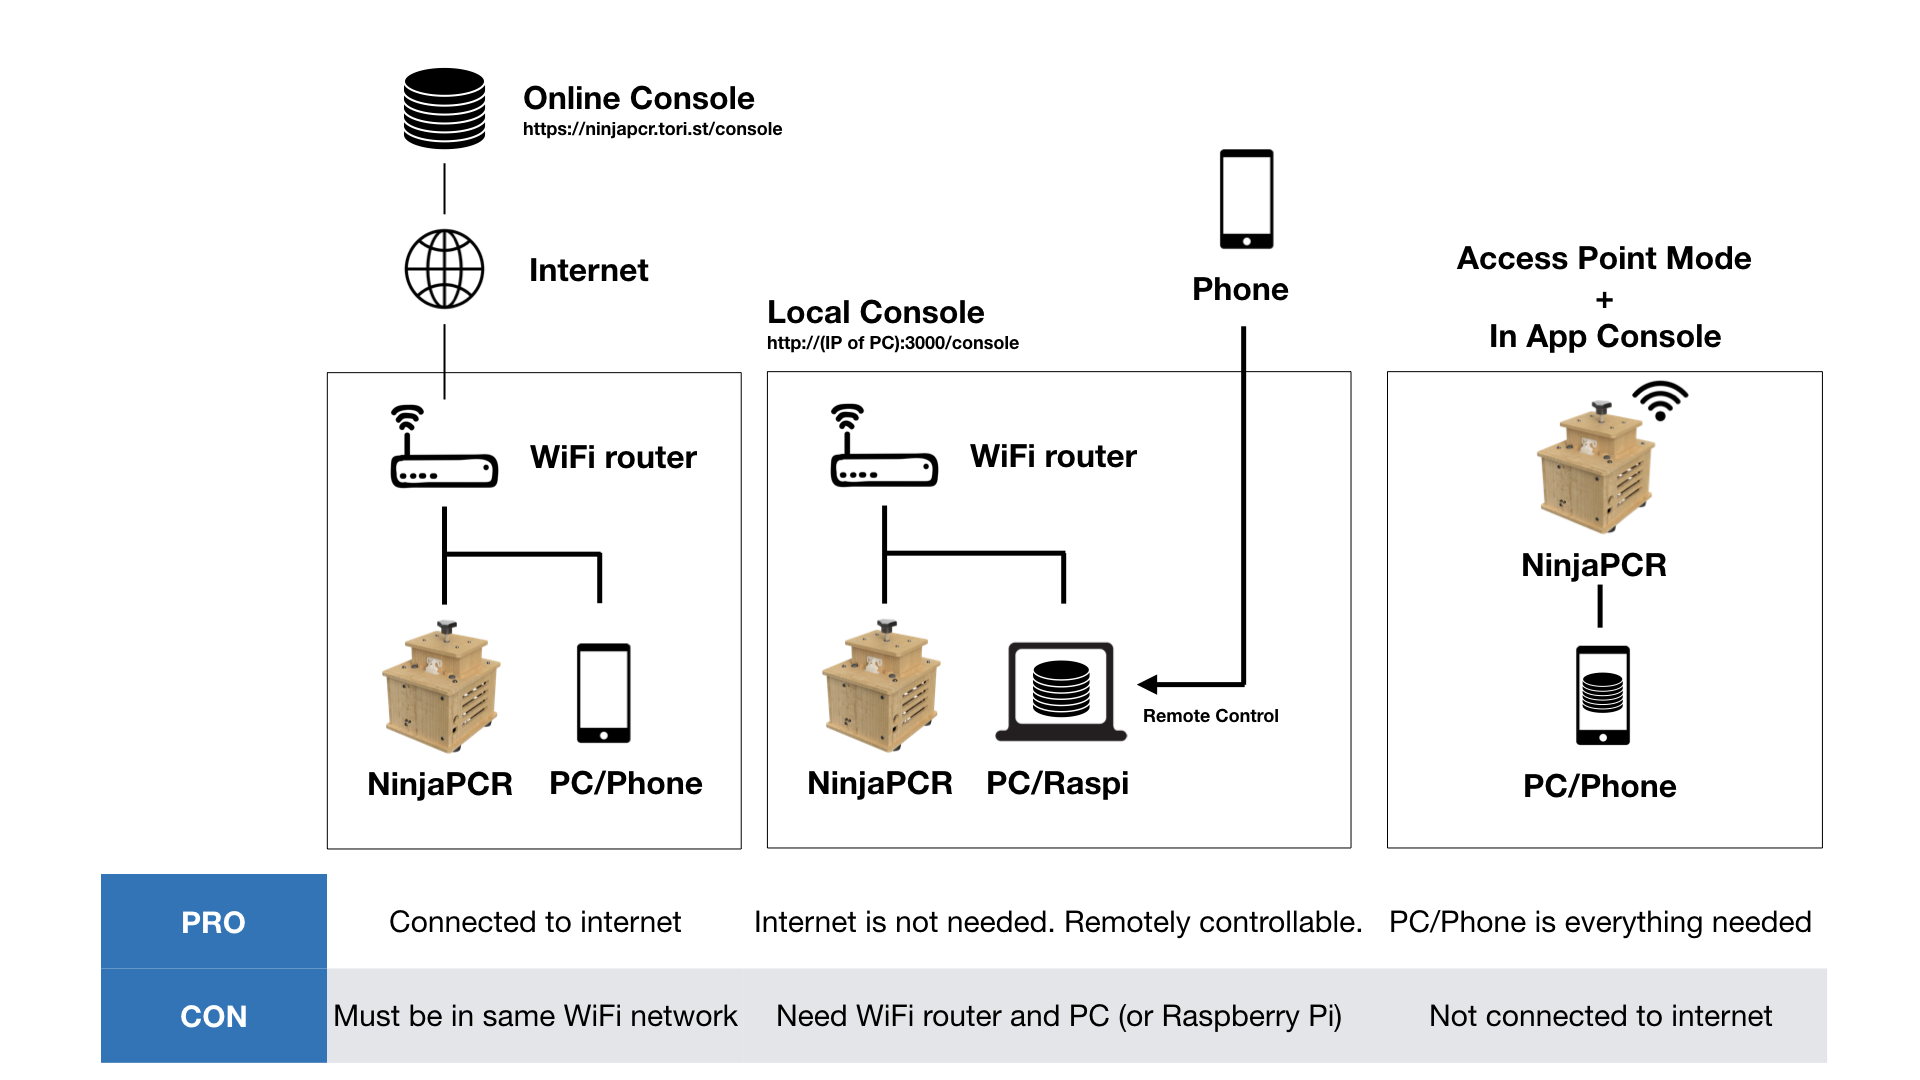 Online Console
https://ninjapcr.tori.st/console
Internet
WiFi router
NinjaPCR
PC/Phone
Local Console
http://(IP of PC):3000/console
Phone
WiFi router
Remote Control
NinjaPCR
PC/Raspi
Access Point Mode
+
In App Console
NinjaPCR
PC/Phone
PRO
Connected to internet
Internet is not needed. Remotely controllable.
PC/Phone is everything needed
CON
Must be in same WiFi network
Need WiFi router and PC (or Raspberry Pi)
Not connected to internet